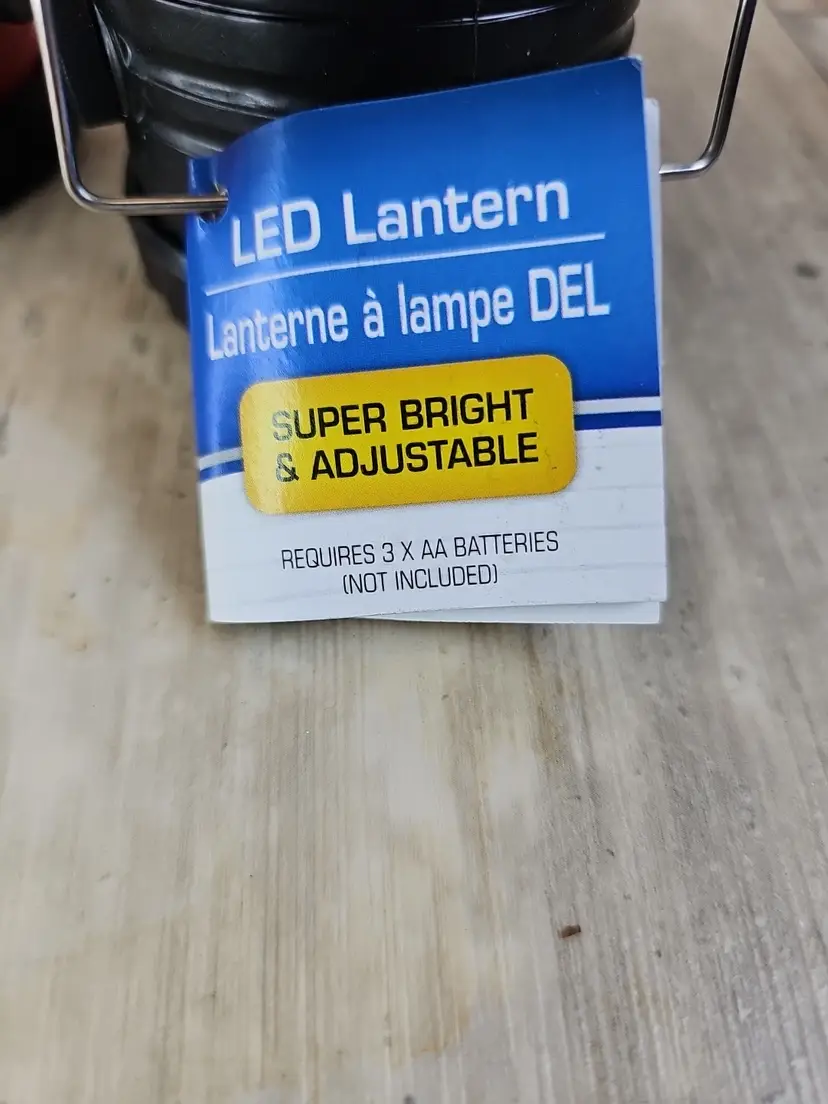 LED Lantern
Lanterne à lampe DEL
SUPER BRIGHT
& ADJUSTABLE
REQUIRES 3 X AA BATTERIES
(NOT INCLUDED)